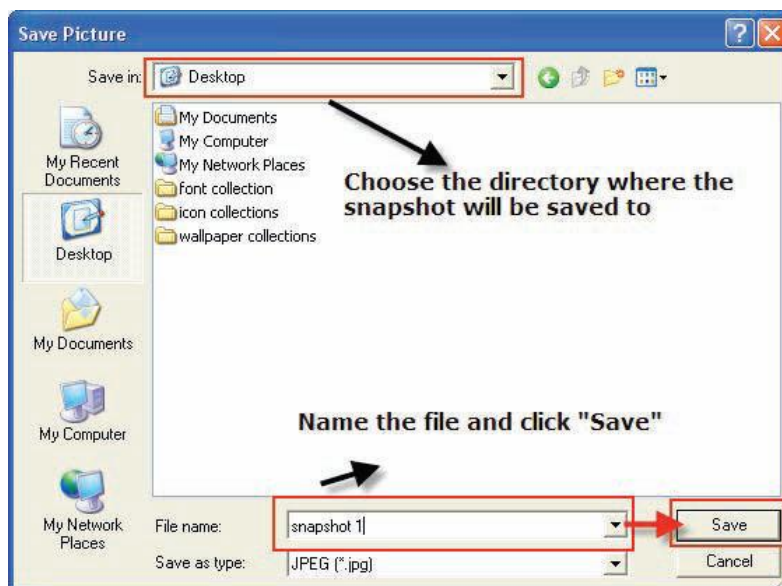 Save Picture
Save in:
Desktop
My Recent
Documents
Desktop
My Documents
My Computer
My Network
Places
My Documents
My Computer
My Network Places
font collection
icon collections
wallpaper collections
Choose the directory where the
snapshot will be saved to
Name the file and click "Save"
File name:
snapshot 1
Save
Save as type:
JPEG (*.jpg)
Cancel